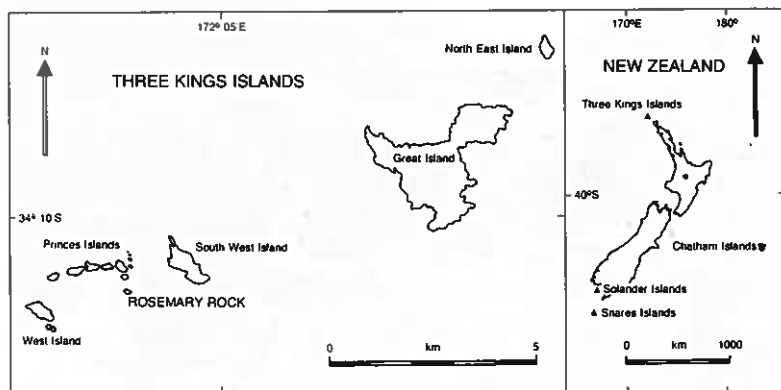 172° 05 E
N
North East Island
THREE KINGS ISLANDS
Great Island
34° 10 S
Princes Islands
South West Island
ROSEMARY ROCK
West Island
0
5
km
170°E
180°
N
NEW ZEALAND
Three Kings Islands
40°S
Chatham Islands
Solander Islands
Snares Islands
0
km
1000
170°E
180°